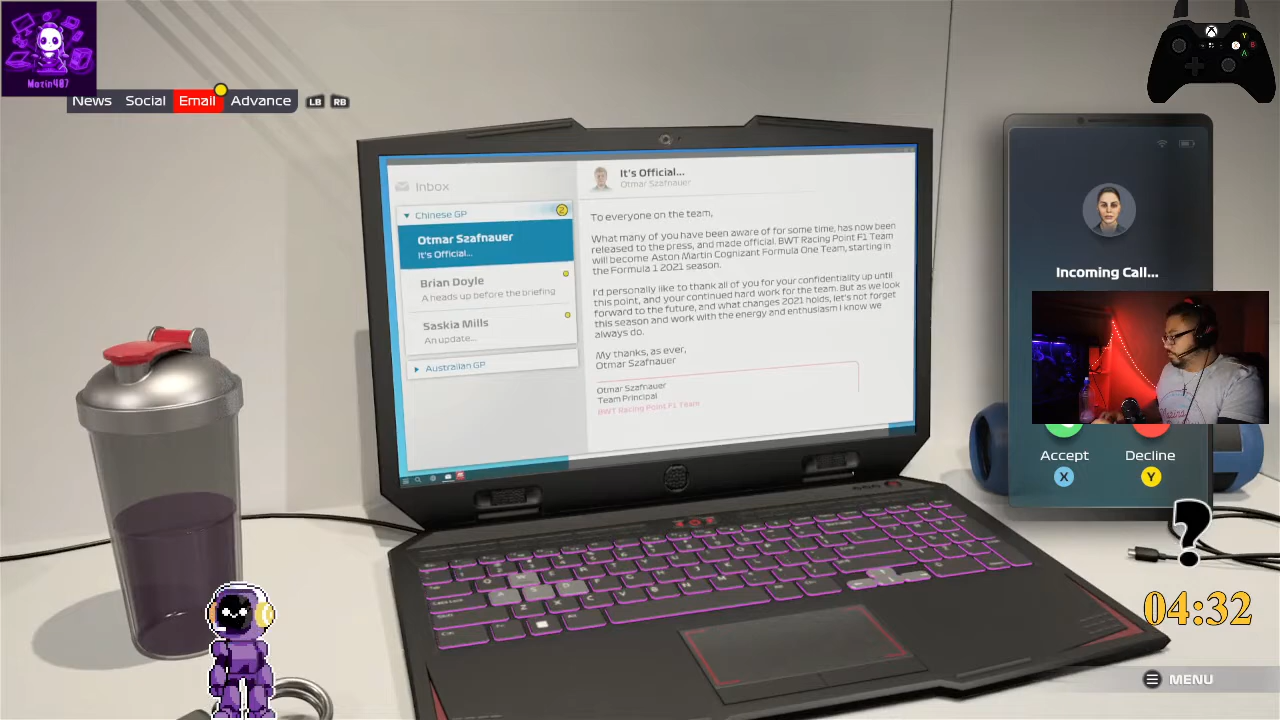 Mozin487
News Social Email Advance LB RB
Inbox
Chinese GP 2
Otmar Szafnauer
It's Official...
Brian Doyle
A heads up before the briefing
Saskia Mills
An update...
Australian GP
It's Official...
Otmar Szafnauer
To everyone on the team,
What many of you have been aware of for some time, has now been
released to the press, and made official. BWT Racing Point F1 Team
will become Aston Martin Cognizant Formula One Team, starting in
the Formula 1 2021 season.
I'd personally like to thank all of you for your confidentiality up until
this point, and your continued hard work for the team. But as we look
forward to the future, and what changes 2021 holds, let's not forget
this season and work with the energy and enthusiasm I know we
always do.
My thanks, as ever,
Otmar Szafnauer
Otmar Szafnauer
Team Principal
BWT Racing Point F1 Team
Incoming Call...
Accept Decline
X Y
?
04:32
MENU